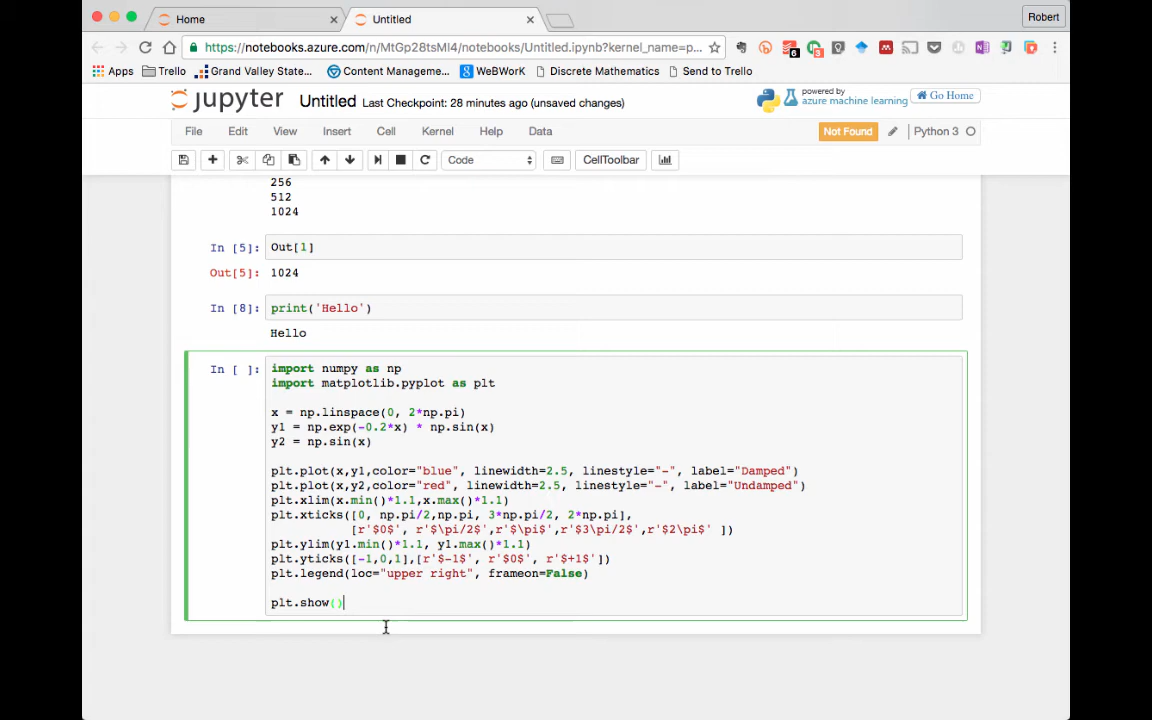 Home
Untitled
Robert
https://notebooks.azure.com/n/MtGp28tsMl4/notebooks/Untitled.ipynb?kernel_name=p...
6
3
Apps
Trello
Grand Valley State...
Content Manageme...
WeBWorK
Discrete Mathematics
Send to Trello
jupyter Untitled Last Checkpoint: 28 minutes ago (unsaved changes)
powered by
azure machine learning
Go Home
File Edit View Insert Cell Kernel Help Data
Not Found
Python 3
Code
CellToolbar
256
512
1024
In [5]: Out[1]
Out[5]: 1024
In [8]: print('Hello')
Hello
In [ ]: import numpy as np
import matplotlib.pyplot as plt
x = np.linspace(0, 2*np.pi)
y1 = np.exp(-0.2*x) * np.sin(x)
y2 = np.sin(x)
plt.plot(x,y1,color="blue", linewidth=2.5, linestyle="-", label="Damped")
plt.plot(x,y2,color="red", linewidth=2.5, linestyle="-", label="Undamped")
plt.xlim(x.min()*1.1,x.max()*1.1)
plt.xticks([0, np.pi/2,np.pi, 3*np.pi/2, 2*np.pi],
[r'$0$', r'$\pi/2$',r'$\pi$',r'$3\pi/2$',r'$2\pi$' ])
plt.ylim(y1.min()*1.1, y1.max()*1.1)
plt.yticks([-1,0,1],[r'$-1$', r'$0$', r'$+1$'])
plt.legend(loc="upper right", frameon=False)
plt.show()